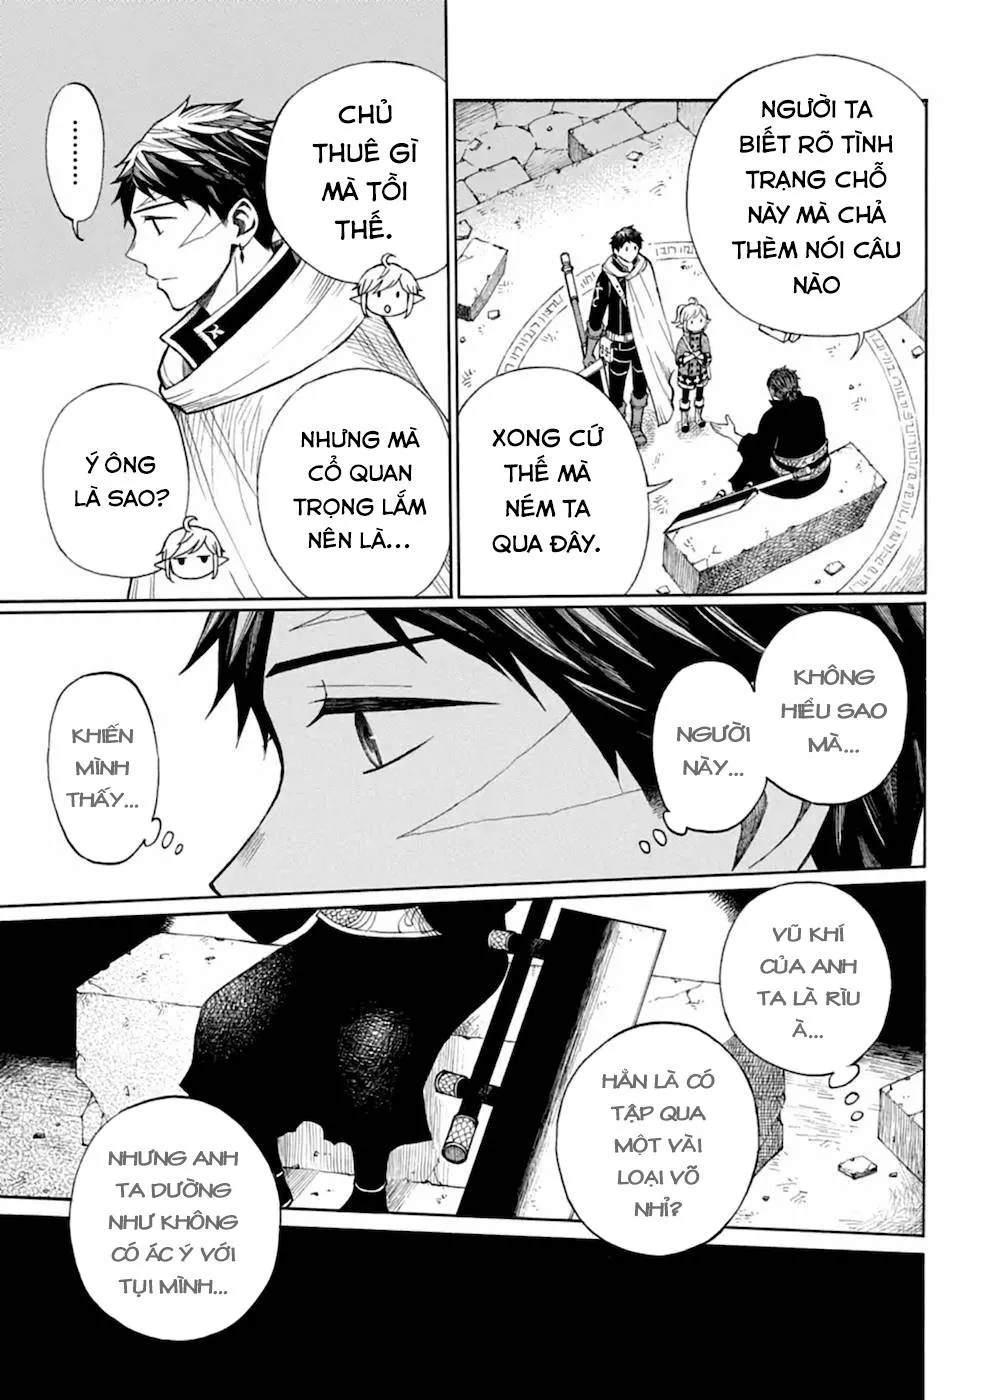 NGƯỜI TA
BIẾT RÕ TÌNH
TRẠNG CHỖ
NÀY MÀ CHẢ
THÈM NÓI CÂU
NÀO
XONG CỨ
THẾ MÀ
NÉM TA
QUA ĐÂY.
CHỦ
THUÊ GÌ
MÀ TỒI
THẾ.
.........
NHƯNG MÀ
CỔ QUAN
TRỌNG LẮM
NÊN LÀ...
Ý ÔNG
LÀ SAO?
KHÔNG
HIỂU SAO
MÀ...
NGƯỜI
NÀY...
KHIẾN
MÌNH
THẤY...
VŨ KHÍ
CỦA ANH
TA LÀ RÌU
À...
HẲN LÀ CÓ
TẬP QUA
MỘT VÀI
LOẠI VÕ
NHỈ?
NHƯNG ANH
TA DƯỜNG
NHƯ KHÔNG
CÓ ÁC Ý VỚI
TỤI MÌNH...